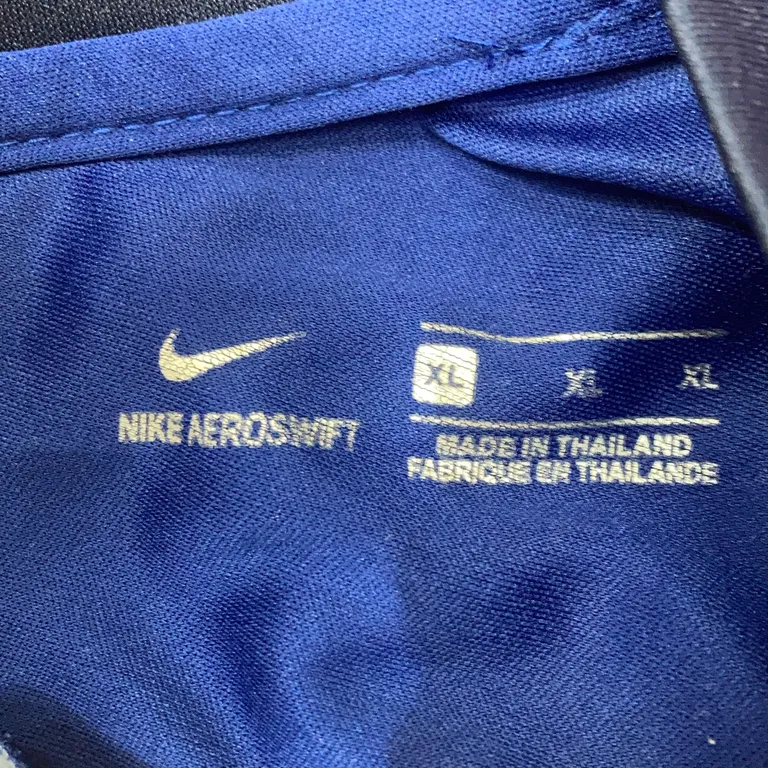 NIKE AEROSWIFT
XL XL XL
MADE IN THAILAND
FABRIQUE EN THAILANDE